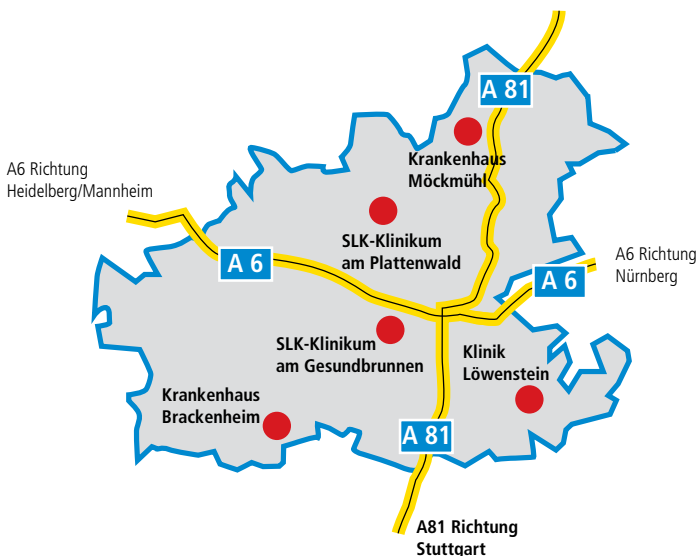 A 81
Krankenhaus
Möckmühl
A6 Richtung
Heidelberg/Mannheim
SLK-Klinikum
am Plattenwald
A 6
A 6
A6 Richtung
Nürnberg
SLK-Klinikum
am Gesundbrunnen
Klinik
Löwenstein
Krankenhaus
Brackenheim
A 81
A81 Richtung
Stuttgart